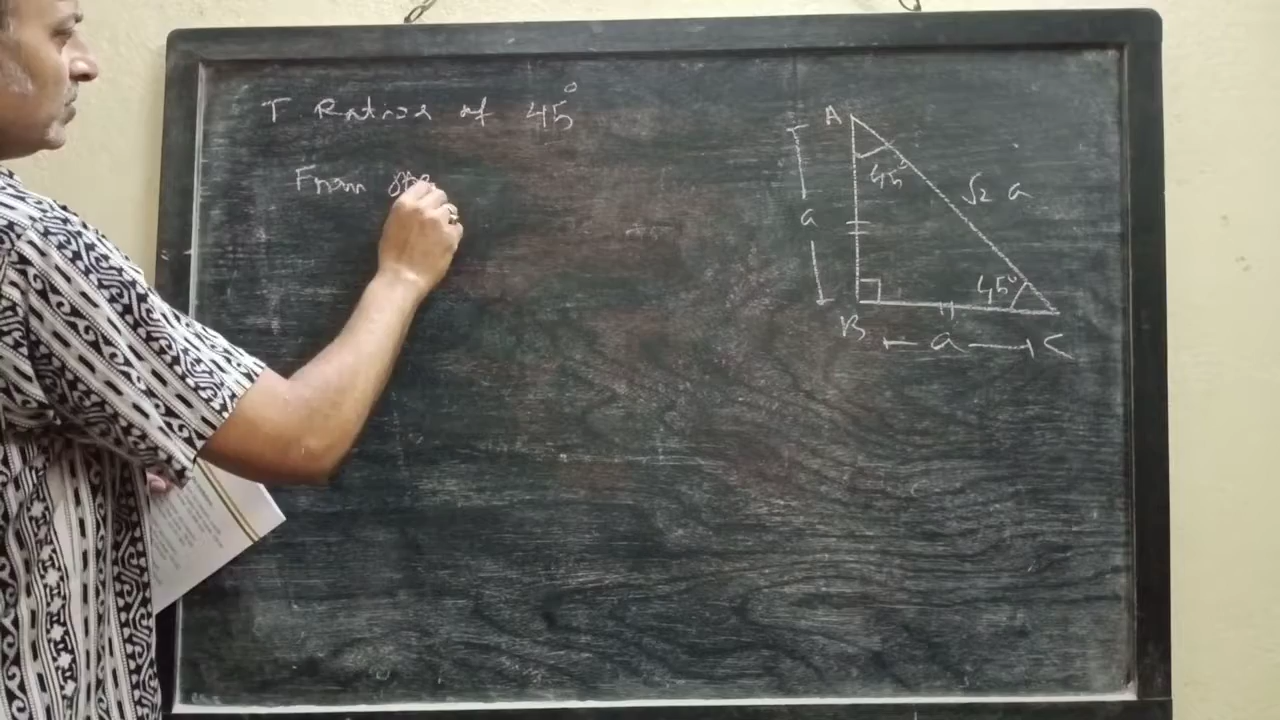 T. Ratios of 45°
From
A
45°
√2 a
a
45°
B
a
C